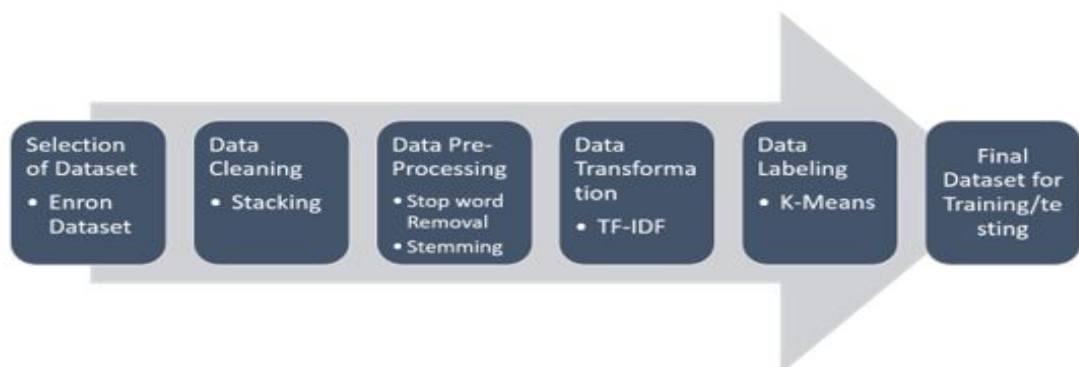 Selection
of Dataset
• Enron
Dataset
Data
Cleaning
• Stacking
Data Pre-
Processing
• Stop word
Removal
• Stemming
Data
Transforma
tion
• TF-IDF
Data
Labeling
• K-Means
Final
Dataset for
Training/te
sting